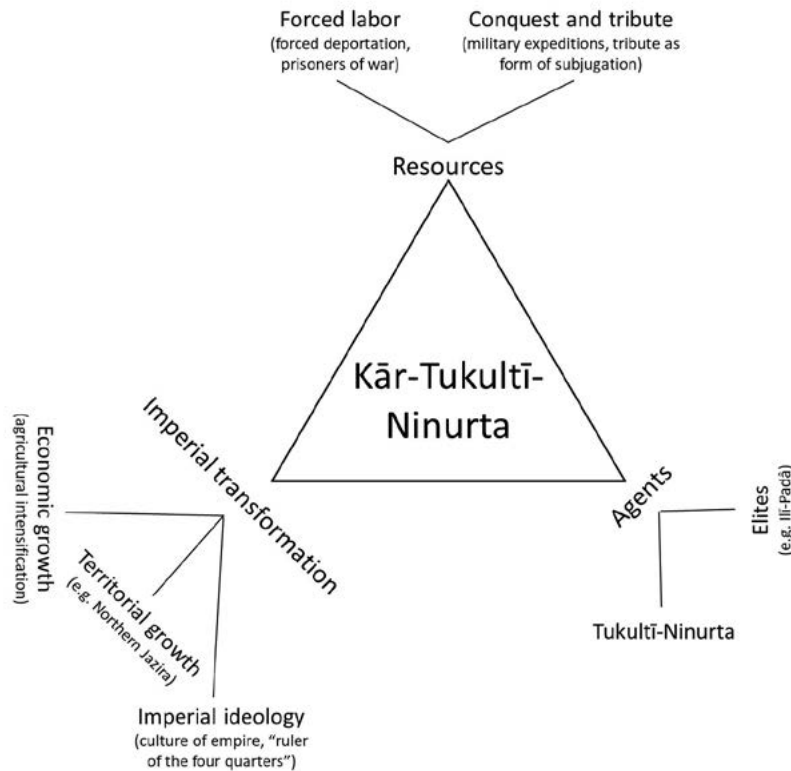 Forced labor
(forced deportation,
prisoners of war)
Conquest and tribute
(military expeditions, tribute as
form of subjugation)
Resources
Kār-Tukultī-
Ninurta
Imperial transformation
Economic growth
(agricultural intensification)
Territorial growth
(e.g. Northern Jazira)
Imperial ideology
(culture of empire, “ruler
of the four quarters”)
Agents
Elites
(e.g. Ilī-Padâ)
Tukultī-Ninurta